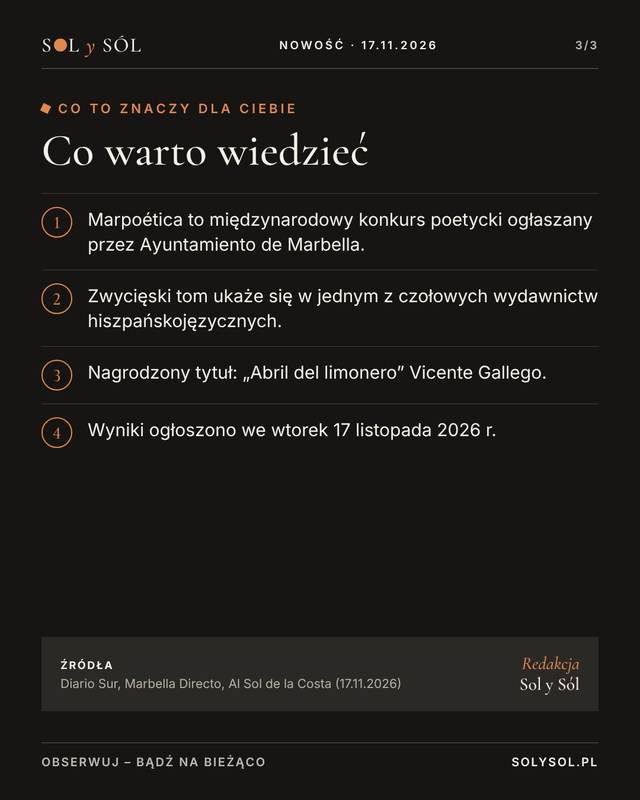 SOL y SÓL
NOWOŚĆ · 17.11.2026
3/3
CO TO ZNACZY DLA CIEBIE
Co warto wiedzieć
1 Marpoética to międzynarodowy konkurs poetycki ogłaszany
przez Ayuntamiento de Marbella.
2 Zwycięski tom ukaże się w jednym z czołowych wydawnictw
hiszpańskojęzycznych.
3 Nagrodzony tytuł: „Abril del limonero” Vicente Gallego.
4 Wyniki ogłoszono we wtorek 17 listopada 2026 r.
ŹRÓDŁA
Diario Sur, Marbella Directo, Al Sol de la Costa (17.11.2026)
Redakcja
Sol y Sól
OBSERWUJ – BĄDŹ NA BIEŻĄCO
SOLYSOL.PL